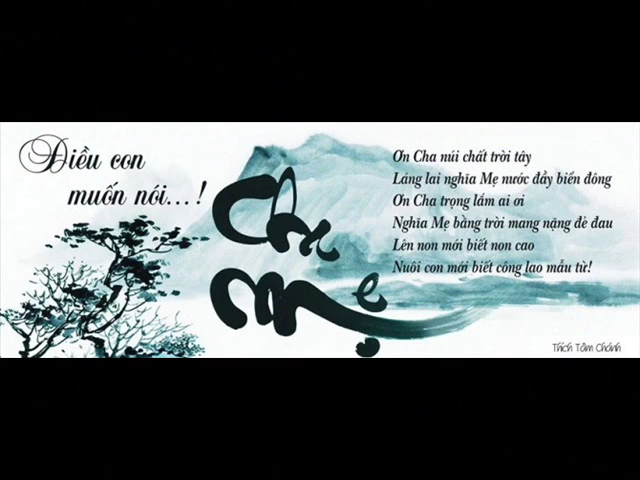 Điều con
muốn nói...!
Cha
Mẹ
Ơn Cha núi chất trời tây
Láng lai nghĩa Mẹ mước đầy biển đông
Ơn Cha trọng lắm ai ơi
Nghĩa Mẹ bằng trời mang nặng đẻ đau
Lên non mới biết non cao
Nuôi con mới biết công lao mẫu từ!
Thích Tâm Chánh